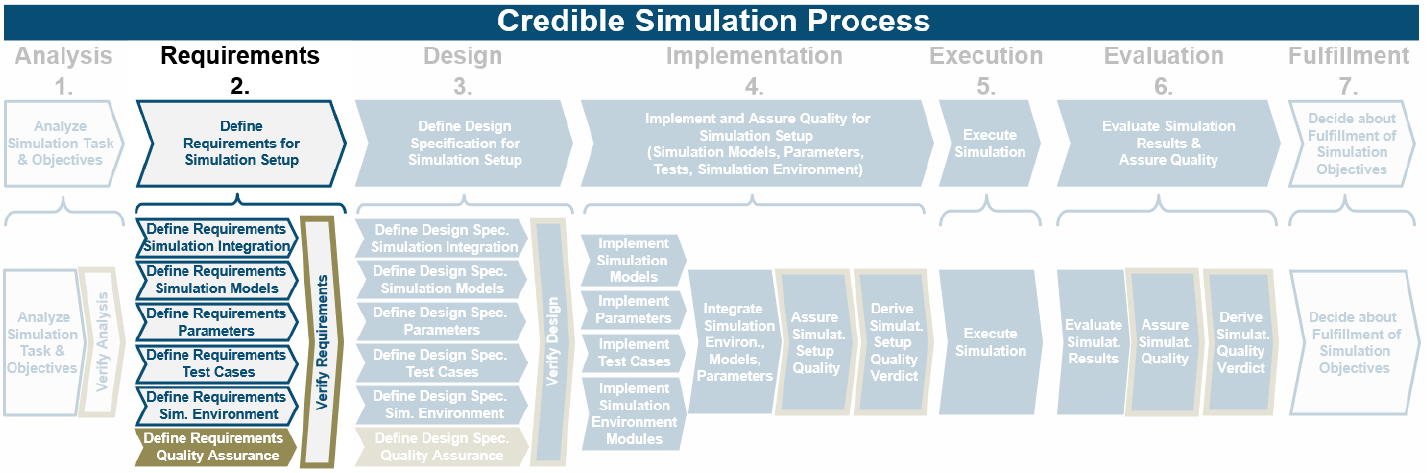 Credible Simulation Process
Analysis
1.
Requirements
2.
Design
3.
Implementation
4.
Execution
5.
Evaluation
6.
Fulfillment
7.
Analyze
Simulation Task
& Objectives
Define
Requirements for
Simulation Setup
Define Design
Specification for
Simulation Setup
Implement and Assure Quality for
Simulation Setup
(Simulation Models, Parameters,
Tests, Simulation Environment)
Execute
Simulation
Evaluate Simulation
Results &
Assure Quality
Decide about
Fulfillment of
Simulation
Objectives
Analyze
Simulation
Task &
Objectives
Verify Analysis
Define Requirements
Simulation Integration
Define Requirements
Simulation Models
Define Requirements
Parameters
Define Requirements
Test Cases
Define Requirements
Sim. Environment
Define Requirements
Quality Assurance
Verify Requirements
Define Design Spec.
Simulation Integration
Define Design Spec.
Simulation Models
Define Design Spec.
Parameters
Define Design Spec.
Test Cases
Define Design Spec.
Sim. Environment
Define Design Spec.
Quality Assurance
Verify Design
Implement
Simulation
Models
Implement
Parameters
Implement
Test Cases
Implement
Simulation
Environment
Modules
Integrate
Simulation
Environ.,
Models,
Parameters
Assure
Simulat.
Setup
Quality
Derive
Simulat.
Setup
Quality
Verdict
Execute
Simulation
Evaluate
Simulat.
Results
Assure
Simulat.
Quality
Derive
Simulat.
Quality
Verdict
Decide about
Fulfillment of
Simulation
Objectives